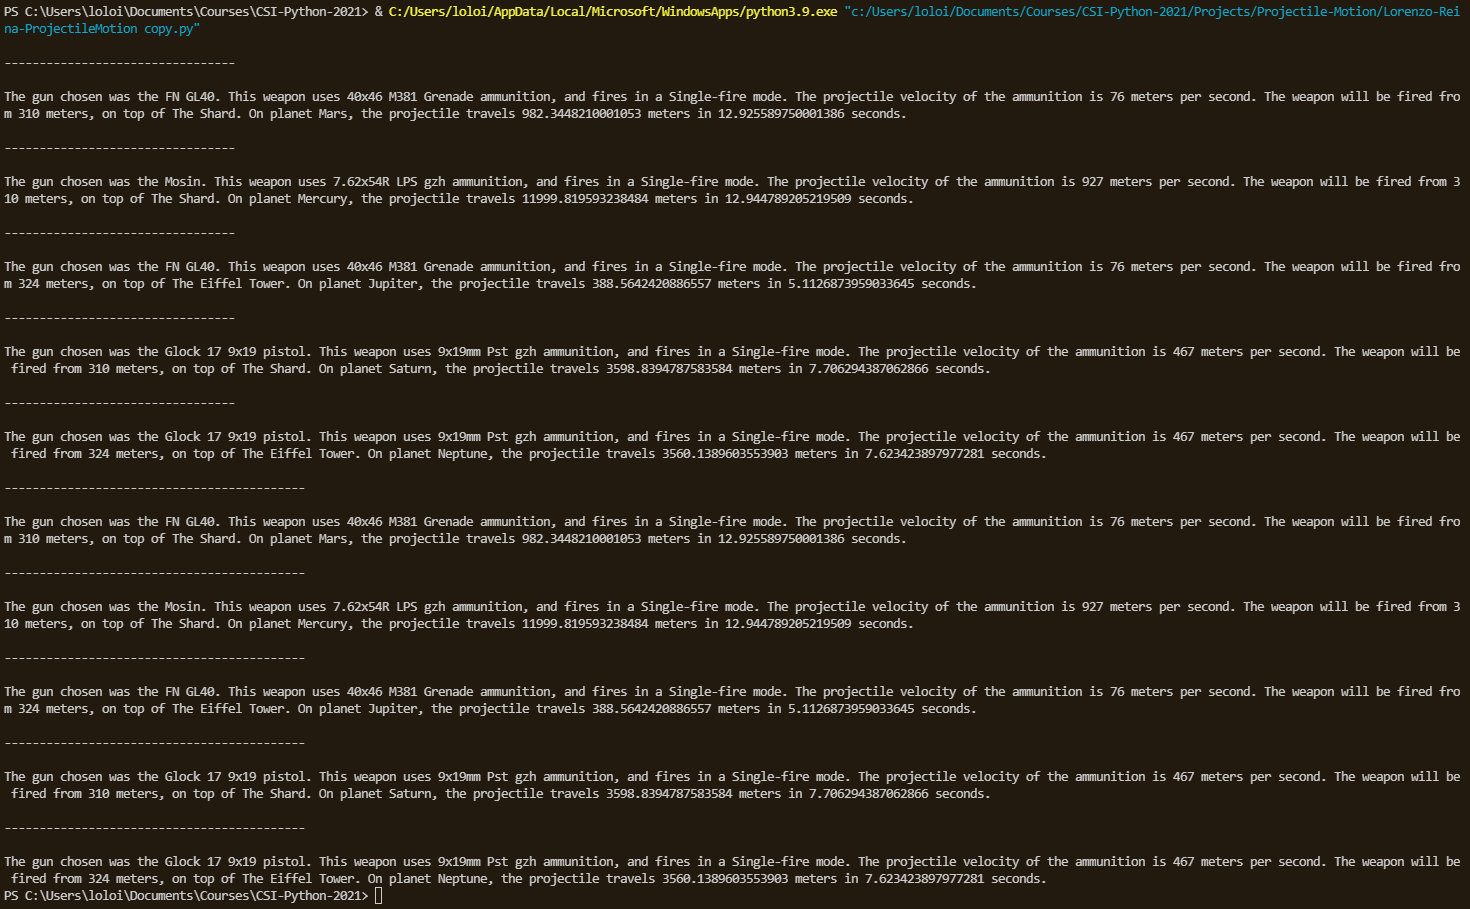 PS C:\Users\loloi\Documents\Courses\CSI-Python-2021> & C:/Users/loloi/AppData/Local/Microsoft/WindowsApps/python3.9.exe "c:/Users/loloi/Documents/Courses/CSI-Python-2021/Projects/Projectile-Motion/Lorenzo-Rei
na-ProjectileMotion copy.py"
---------------------------------
The gun chosen was the FN GL40. This weapon uses 40x46 M381 Grenade ammunition, and fires in a Single-fire mode. The projectile velocity of the ammunition is 76 meters per second. The weapon will be fired fro
m 310 meters, on top of The Shard. On planet Mars, the projectile travels 982.3448210001053 meters in 12.925589750001386 seconds.
---------------------------------
The gun chosen was the Mosin. This weapon uses 7.62x54R LPS gzh ammunition, and fires in a Single-fire mode. The projectile velocity of the ammunition is 927 meters per second. The weapon will be fired from 3
10 meters, on top of The Shard. On planet Mercury, the projectile travels 11999.819593238484 meters in 12.944789205219509 seconds.
---------------------------------
The gun chosen was the FN GL40. This weapon uses 40x46 M381 Grenade ammunition, and fires in a Single-fire mode. The projectile velocity of the ammunition is 76 meters per second. The weapon will be fired fro
m 324 meters, on top of The Eiffel Tower. On planet Jupiter, the projectile travels 388.5642420886557 meters in 5.1126873959033645 seconds.
---------------------------------
The gun chosen was the Glock 17 9x19 pistol. This weapon uses 9x19mm Pst gzh ammunition, and fires in a Single-fire mode. The projectile velocity of the ammunition is 467 meters per second. The weapon will be
 fired from 310 meters, on top of The Shard. On planet Saturn, the projectile travels 3598.8394787583584 meters in 7.706294387062866 seconds.
---------------------------------
The gun chosen was the Glock 17 9x19 pistol. This weapon uses 9x19mm Pst gzh ammunition, and fires in a Single-fire mode. The projectile velocity of the ammunition is 467 meters per second. The weapon will be
 fired from 324 meters, on top of The Eiffel Tower. On planet Neptune, the projectile travels 3560.1389603553903 meters in 7.623423897977281 seconds.
-------------------------------------------
The gun chosen was the FN GL40. This weapon uses 40x46 M381 Grenade ammunition, and fires in a Single-fire mode. The projectile velocity of the ammunition is 76 meters per second. The weapon will be fired fro
m 310 meters, on top of The Shard. On planet Mars, the projectile travels 982.3448210001053 meters in 12.925589750001386 seconds.
-------------------------------------------
The gun chosen was the Mosin. This weapon uses 7.62x54R LPS gzh ammunition, and fires in a Single-fire mode. The projectile velocity of the ammunition is 927 meters per second. The weapon will be fired from 3
10 meters, on top of The Shard. On planet Mercury, the projectile travels 11999.819593238484 meters in 12.944789205219509 seconds.
-------------------------------------------
The gun chosen was the FN GL40. This weapon uses 40x46 M381 Grenade ammunition, and fires in a Single-fire mode. The projectile velocity of the ammunition is 76 meters per second. The weapon will be fired fro
m 324 meters, on top of The Eiffel Tower. On planet Jupiter, the projectile travels 388.5642420886557 meters in 5.1126873959033645 seconds.
-------------------------------------------
The gun chosen was the Glock 17 9x19 pistol. This weapon uses 9x19mm Pst gzh ammunition, and fires in a Single-fire mode. The projectile velocity of the ammunition is 467 meters per second. The weapon will be
 fired from 310 meters, on top of The Shard. On planet Saturn, the projectile travels 3598.8394787583584 meters in 7.706294387062866 seconds.
-------------------------------------------
The gun chosen was the Glock 17 9x19 pistol. This weapon uses 9x19mm Pst gzh ammunition, and fires in a Single-fire mode. The projectile velocity of the ammunition is 467 meters per second. The weapon will be
 fired from 324 meters, on top of The Eiffel Tower. On planet Neptune, the projectile travels 3560.1389603553903 meters in 7.623423897977281 seconds.
PS C:\Users\loloi\Documents\Courses\CSI-Python-2021>